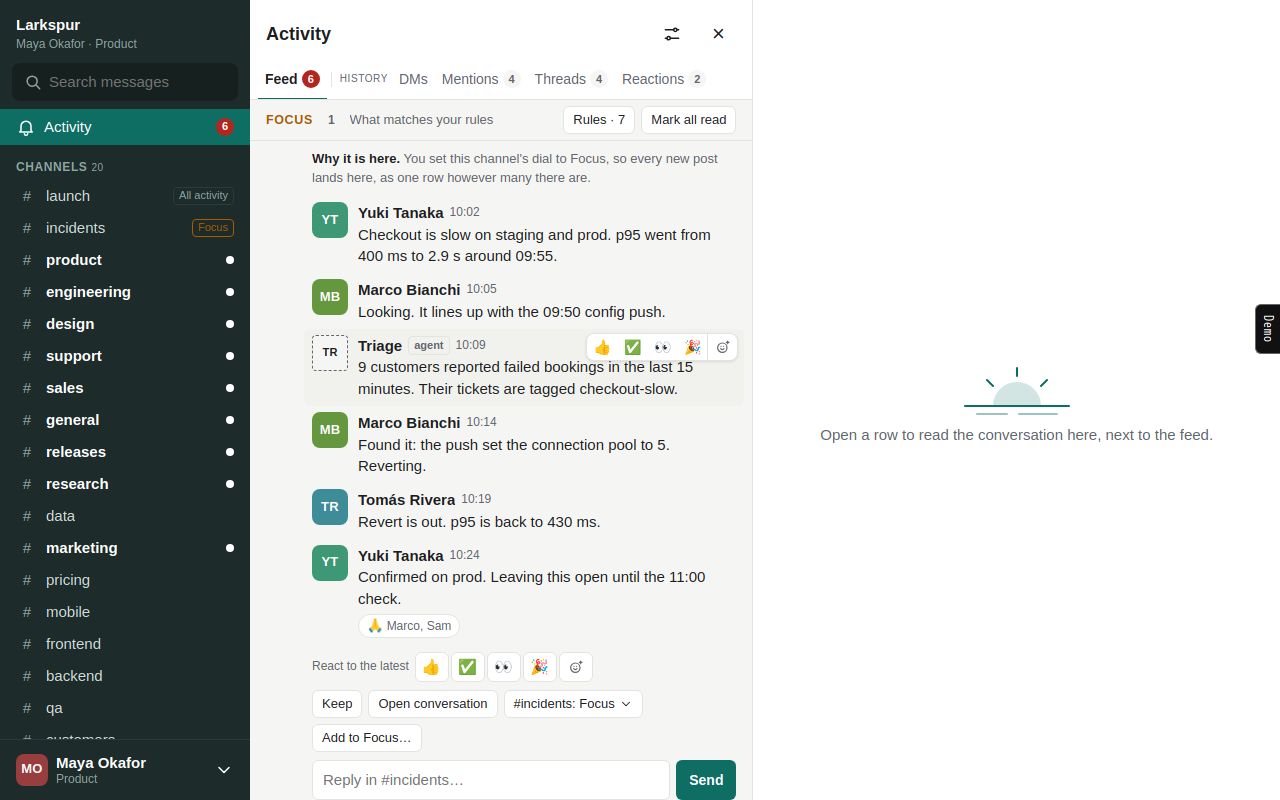 Larkspur
Maya Okafor · Product
Search messages
Activity
6
CHANNELS 20
# launch
All activity
# incidents
Focus
# product
# engineering
# design
# support
# sales
# general
# releases
# research
# data
# marketing
# pricing
# mobile
# frontend
# backend
# qa
# customers
MO
Maya Okafor
Product
Activity
Feed 6
HISTORY
DMs
Mentions 4
Threads 4
Reactions 2
FOCUS 1 What matches your rules
Rules · 7
Mark all read
Why it is here. You set this channel's dial to Focus, so every new post
lands here, as one row however many there are.
YT
Yuki Tanaka 10:02
Checkout is slow on staging and prod. p95 went from
400 ms to 2.9 s around 09:55.
MB
Marco Bianchi 10:05
Looking. It lines up with the 09:50 config push.
TR
Triage agent 10:09
9 customers reported failed bookings in the last 15
minutes. Their tickets are tagged checkout-slow.
MB
Marco Bianchi 10:14
Found it: the push set the connection pool to 5.
Reverting.
TR
Tomás Rivera 10:19
Revert is out. p95 is back to 430 ms.
YT
Yuki Tanaka 10:24
Confirmed on prod. Leaving this open until the 11:00
check.
🙏 Marco, Sam
React to the latest
Keep
Open conversation
#incidents: Focus
Add to Focus…
Reply in #incidents…
Send
Open a row to read the conversation here, next to the feed.
Demo